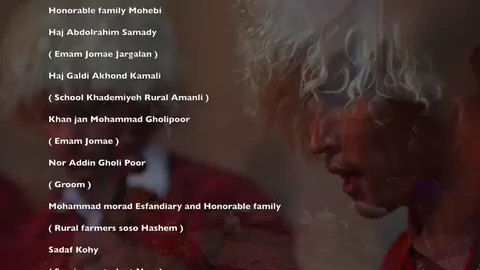 Honorable family Mohebi
Haj Abdolrahim Samady
( Emam Jomae Jargalan )
Haj Galdi Akhond Kamali
( School Khademiyeh Rural Amanli )
Khan jan Mohammad Gholipoor
( Emam Jomae )
Nor Addin Gholi Poor
( Groom )
Mohammad morad Esfandiary and Honorable family
( Rural farmers soso Hashem )
Sadaf Kohy